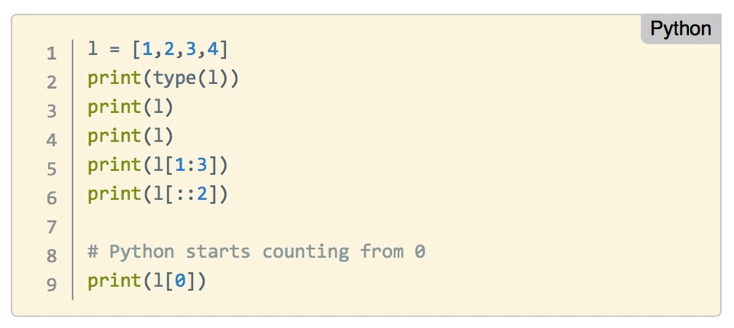 Python
1 l = [1,2,3,4]
2 print(type(l))
3 print(l)
4 print(l)
5 print(l[1:3])
6 print(l[::2])
7
8 # Python starts counting from 0
9 print(l[0])